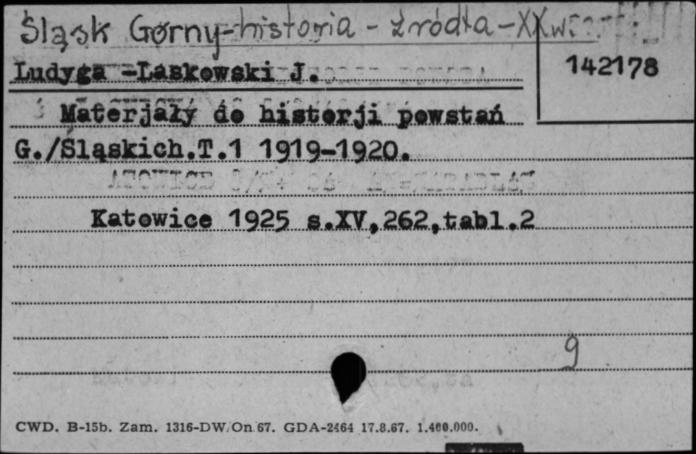 Śląsk Górny-historia - źródła - XXw.
Ludyga -Laskowski J.
142178
Materjały do historji powstań
G./Śląskich.T.1 1919-1920.
Katowice 1925 s.XV,262,tabl.2
9
CWD. B-15b. Zam. 1316-DW/On 67. GDA-2464 17.8.67. 1.400.000.